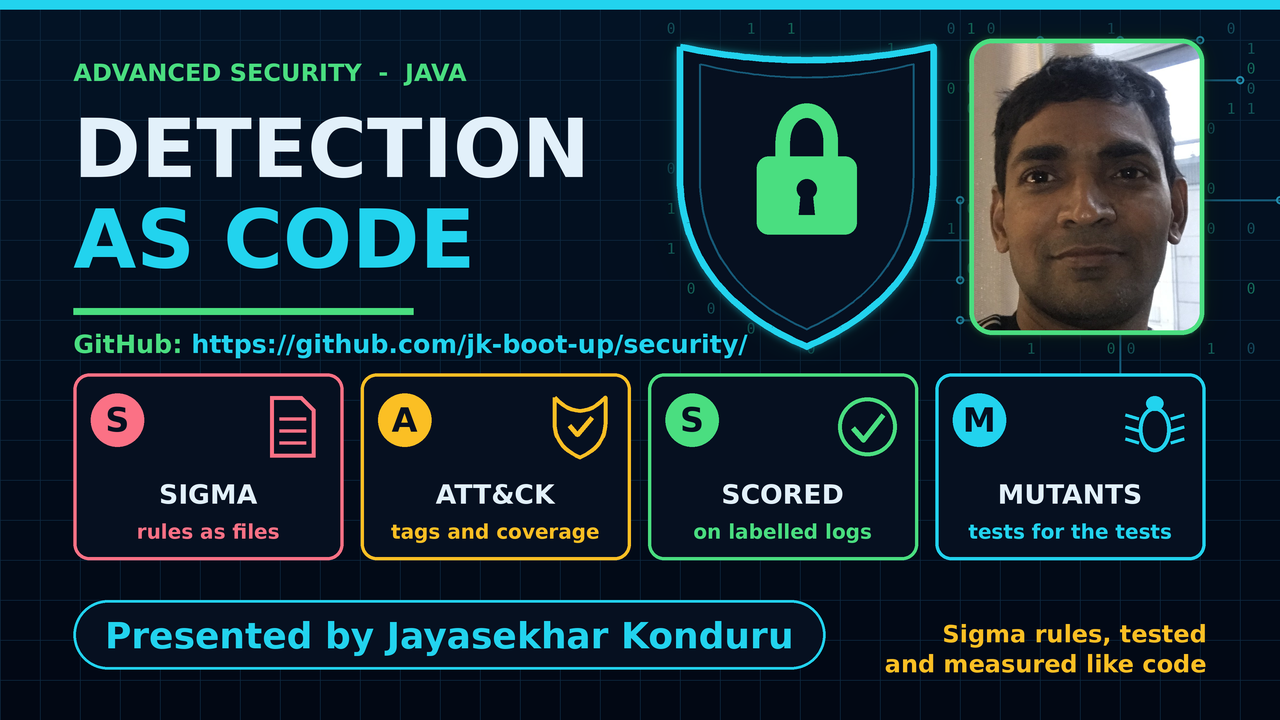 ADVANCED SECURITY - JAVA
DETECTION
AS CODE
GitHub: https://github.com/jk-boot-up/security/
S
SIGMA
rules as files
A
ATT&CK
tags and coverage
S
SCORED
on labelled logs
M
MUTANTS
tests for the tests
Presented by Jayasekhar Konduru
Sigma rules, tested
and measured like code